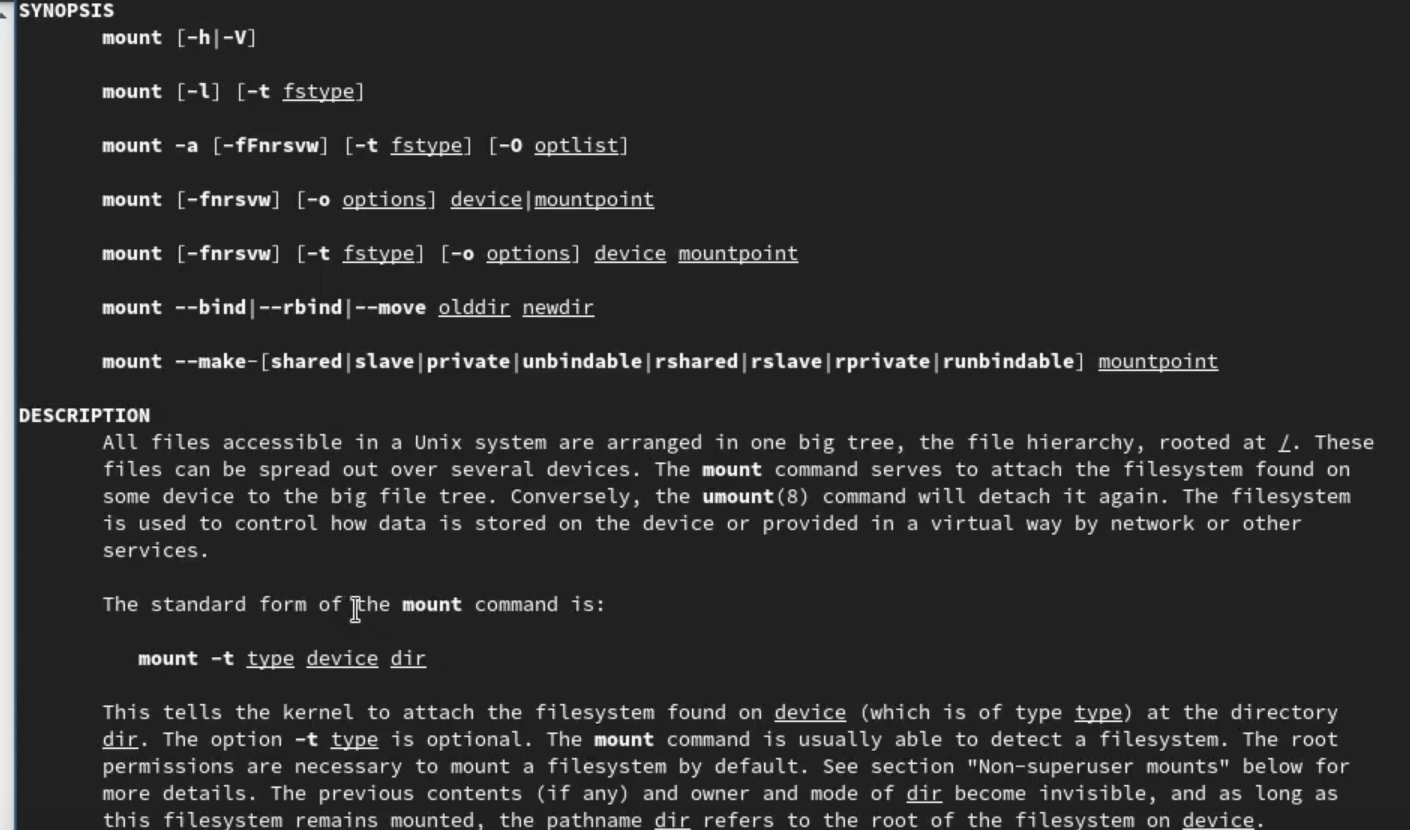 SYNOPSIS
mount [-h|-V]
mount [-l] [-t fstype]
mount -a [-fFnrsvw] [-t fstype] [-O optlist]
mount [-fnrsvw] [-o options] device|mountpoint
mount [-fnrsvw] [-t fstype] [-o options] device mountpoint
mount --bind|--rbind|--move olddir newdir
mount --make-[shared|slave|private|unbindable|rshared|rslave|rprivate|runbindable] mountpoint
DESCRIPTION
All files accessible in a Unix system are arranged in one big tree, the file hierarchy, rooted at /. These
files can be spread out over several devices. The mount command serves to attach the filesystem found on
some device to the big file tree. Conversely, the umount(8) command will detach it again. The filesystem
is used to control how data is stored on the device or provided in a virtual way by network or other
services.
The standard form of the mount command is:
mount -t type device dir
This tells the kernel to attach the filesystem found on device (which is of type type) at the directory
dir. The option -t type is optional. The mount command is usually able to detect a filesystem. The root
permissions are necessary to mount a filesystem by default. See section "Non-superuser mounts" below for
more details. The previous contents (if any) and owner and mode of dir become invisible, and as long as
this filesystem remains mounted, the pathname dir refers to the root of the filesystem on device.